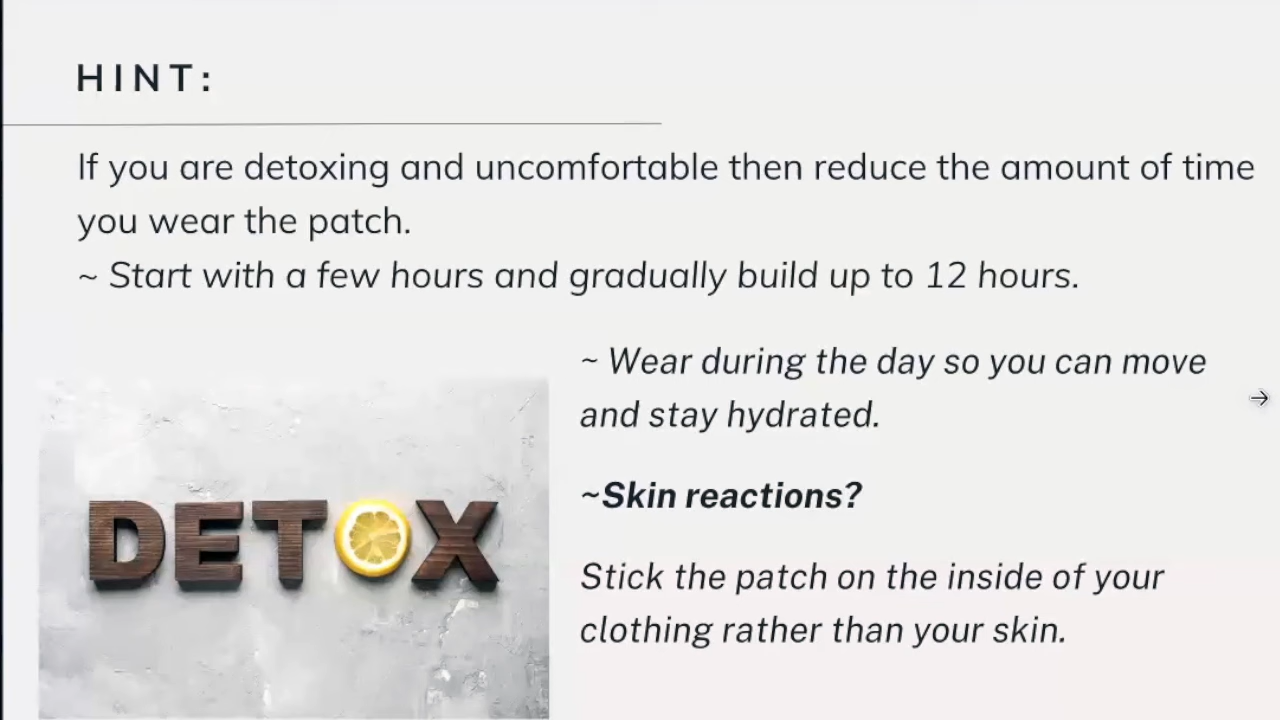 HINT:
If you are detoxing and uncomfortable then reduce the amount of time
you wear the patch.
~ Start with a few hours and gradually build up to 12 hours.
~ Wear during the day so you can move
and stay hydrated.
~Skin reactions?
Stick the patch on the inside of your
clothing rather than your skin.
DETOX